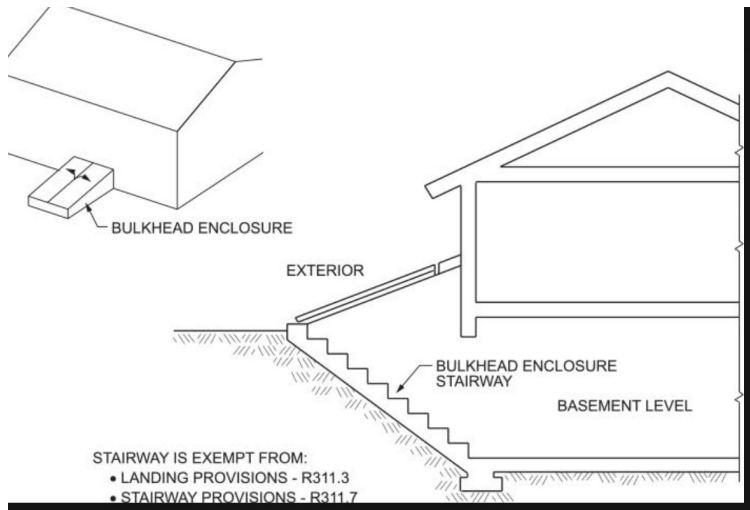 BULKHEAD ENCLOSURE
EXTERIOR
BULKHEAD ENCLOSURE
STAIRWAY
BASEMENT LEVEL
STAIRWAY IS EXEMPT FROM:
• LANDING PROVISIONS - R311.3
• STAIRWAY PROVISIONS - R311.7